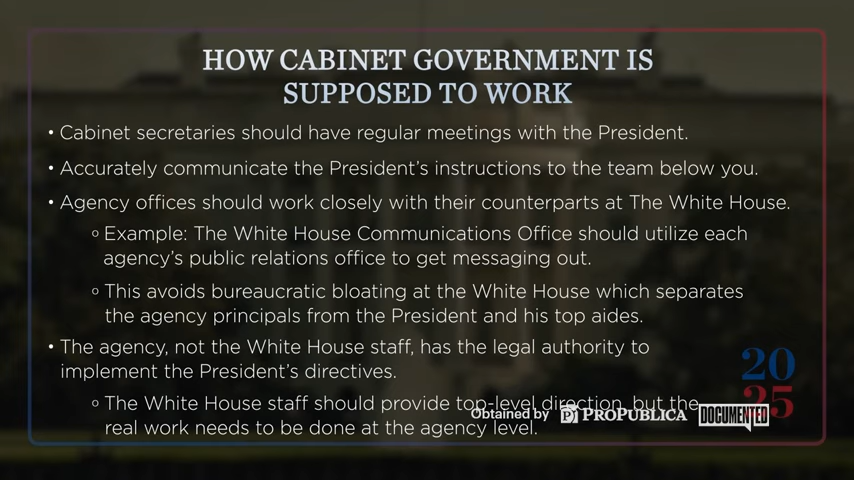 HOW CABINET GOVERNMENT IS
SUPPOSED TO WORK
• Cabinet secretaries should have regular meetings with the President.
• Accurately communicate the President's instructions to the team below you.
• Agency offices should work closely with their counterparts at The White House.
◦ Example: The White House Communications Office should utilize each
agency's public relations office to get messaging out.
◦ This avoids bureaucratic bloating at the White House which separates
the agency principals from the President and his top aides.
• The agency, not the White House staff, has the legal authority to
implement the President's directives.
◦ The White House staff should provide top-level direction, but the
real work needs to be done at the agency level.
20
25
Obtained by PROPUBLICA DOCUMENTED